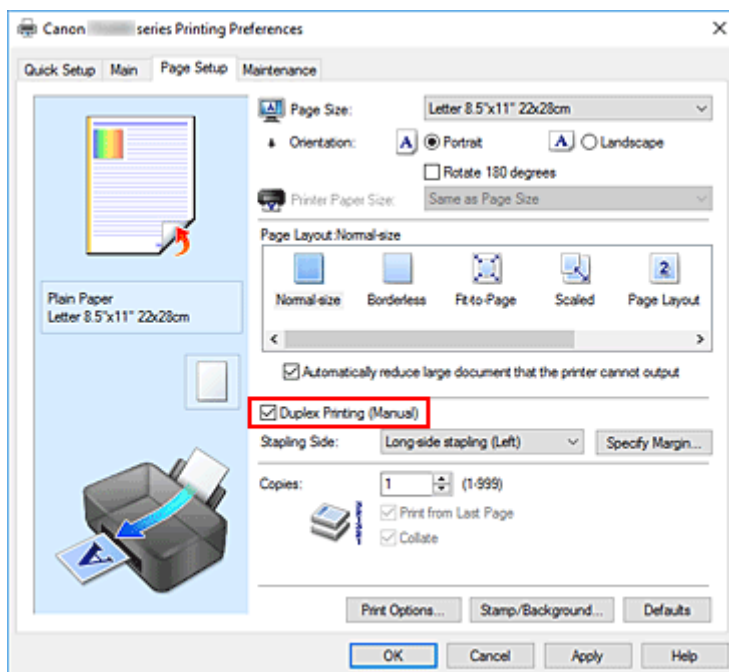 Canon series Printing Preferences
Quick Setup Main Page Setup Maintenance
Page Size: Letter 8.5"x11" 22x28cm
Orientation: A Portrait A Landscape
Rotate 180 degrees
Printer Paper Size: Same as Page Size
Page Layout:Normal-size
2
Normal-size Borderless Fit-to-Page Scaled Page Layout
Plain Paper
Letter 8.5"x11" 22x28cm
Automatically reduce large document that the printer cannot output
Duplex Printing (Manual)
Stapling Side: Long-side stapling (Left) Specify Margin...
Copies: 1 (1-999)
Print from Last Page
Collate
A
Print Options... Stamp/Background... Defaults
OK Cancel Apply Help